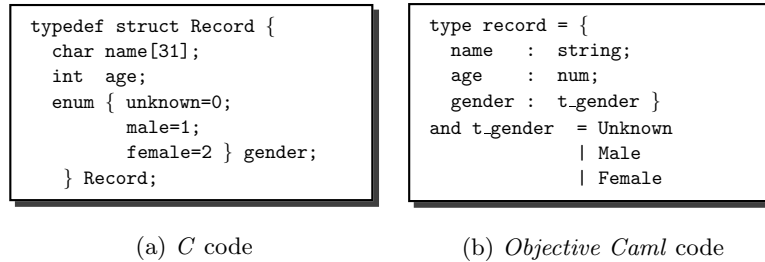 typedef struct Record {
char name[31];
int age;
enum { unknown=0;
male=1;
female=2 } gender;
} Record;
(a) C code
type record = {
name : string;
age : num;
gender : t_gender }
and t_gender = Unknown
| Male
| Female
(b) Objective Caml code